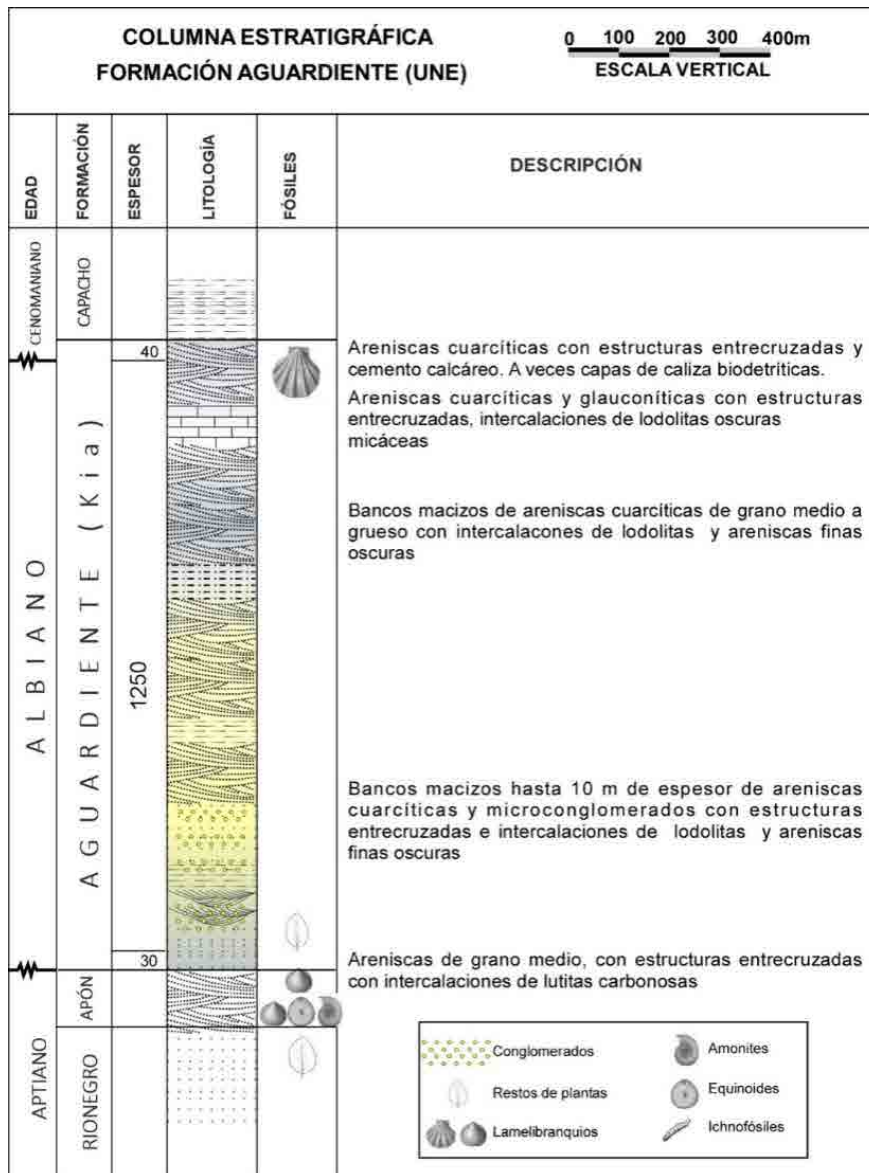 COLUMNA ESTRATIGRÁFICA
FORMACIÓN AGUARDIENTE (UNE)
0 100 200 300 400m
ESCALA VERTICAL
EDAD
FORMACIÓN
ESPESOR
LITOLOGÍA
FÓSILES
DESCRIPCIÓN
CENOMANIANO
CAPACHO
40
Areniscas cuarcíticas con estructuras entrecruzadas y
cemento calcáreo. A veces capas de caliza biodetriticas.
Areniscas cuarcíticas y glauconíticas con estructuras
entrecruzadas, intercalaciones de lodolitas oscuras
micáceas
Bancos macizos de areniscas cuarcíticas de grano medio a
grueso con intercalacones de lodolitas y areniscas finas
oscuras
ALBIANO
AGUARDIENTE (Kia)
1250
Bancos macizos hasta 10 m de espesor de areniscas
cuarcíticas y microconglomerados con estructuras
entrecruzadas e intercalaciones de lodolitas y areniscas
finas oscuras
30
Areniscas de grano medio, con estructuras entrecruzadas
con intercalaciones de lutitas carbonosas
APTIANO
APÓN
RIONEGRO
Conglomerados
Amonites
Restos de plantas
Equinoides
Lamelibranquios
Ichnofósiles